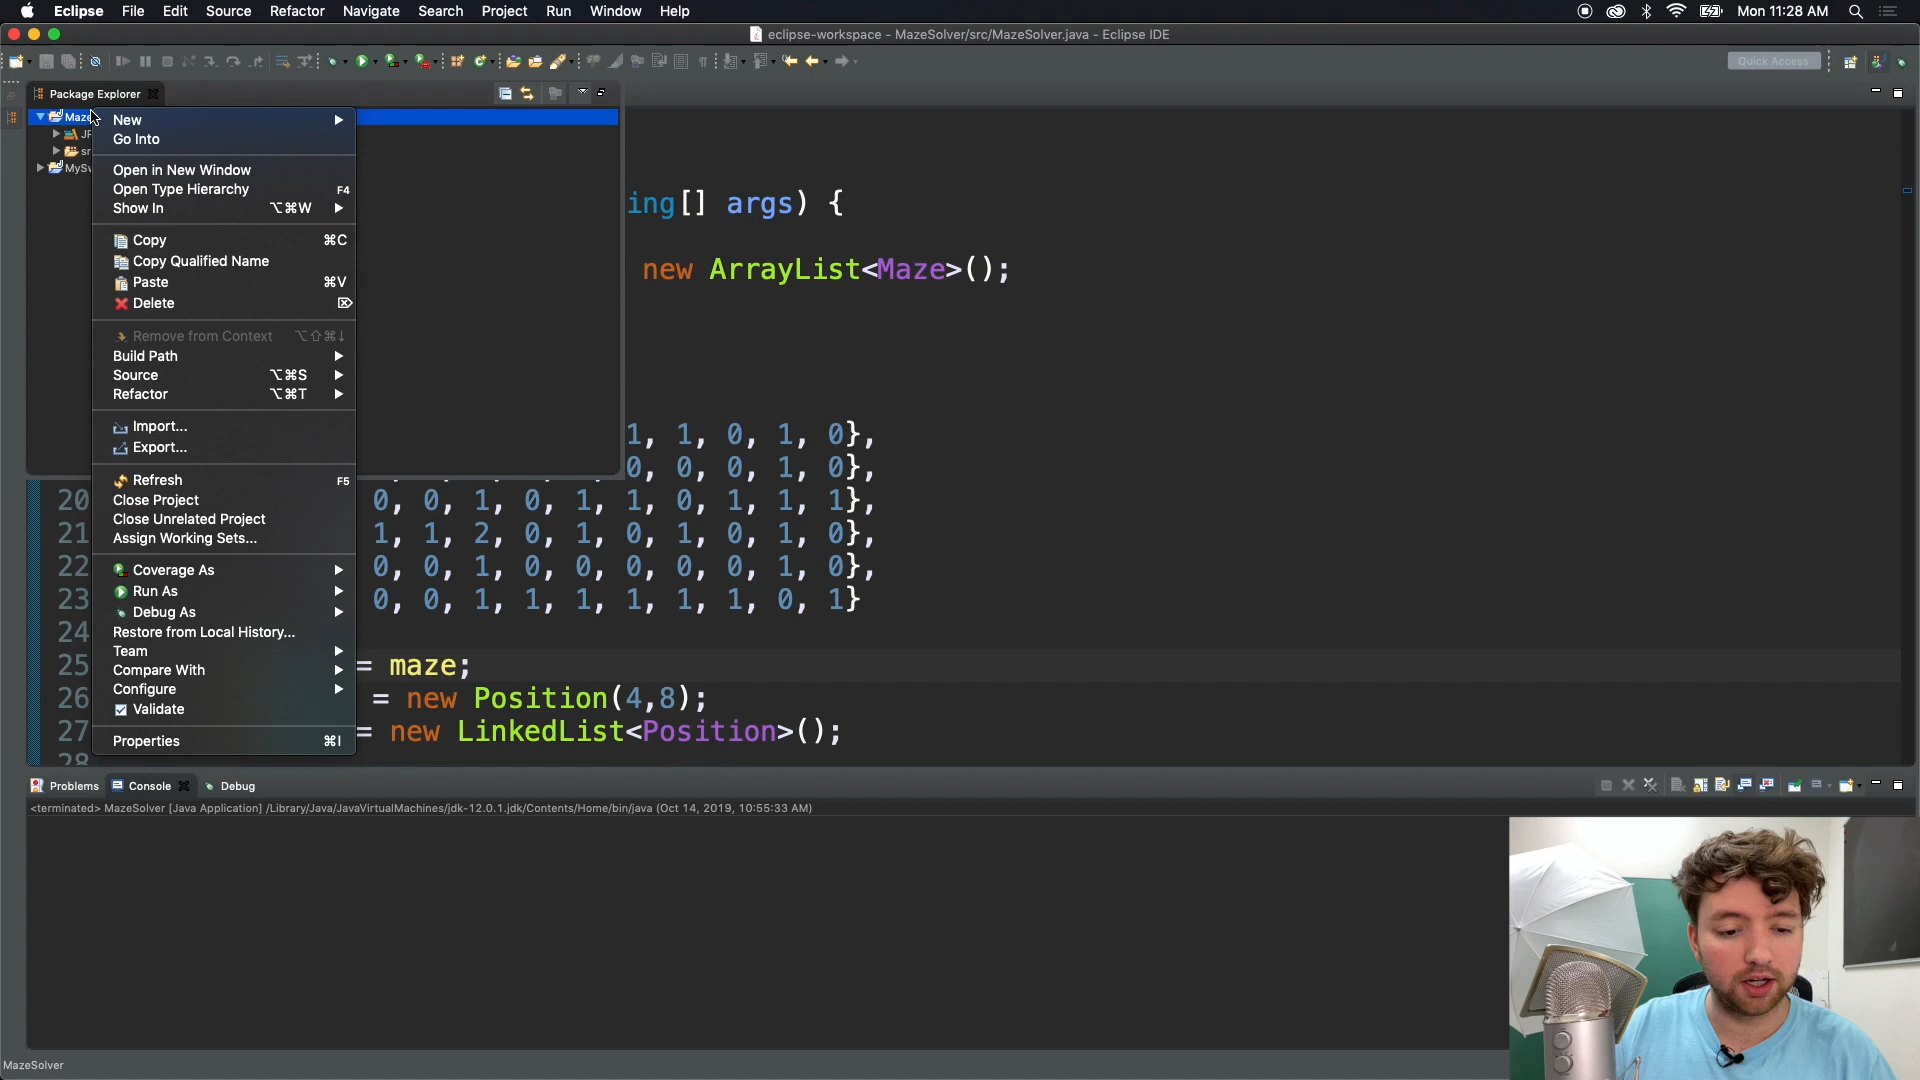 Eclipse File Edit Source Refactor Navigate Search Project Run Window Help Mon 11:28 AM
eclipse-workspace - MazeSolver/src/MazeSolver.java - Eclipse IDE
Quick Access
Package Explorer
New
Go Into
Open in New Window
Open Type Hierarchy F4
Show In ⌥⌘W
Copy ⌘C
Copy Qualified Name
Paste ⌘V
Delete ⌦
Remove from Context ⌥⇧⌘↓
Build Path
Source ⌥⌘S
Refactor ⌥⌘T
Import...
Export...
Refresh F5
Close Project
Close Unrelated Project
Assign Working Sets...
Coverage As
Run As
Debug As
Restore from Local History...
Team
Compare With
Configure
Validate
Properties ⌘I
ing[] args) {
new ArrayList<Maze>();
1, 1, 0, 1, 0},
0, 0, 0, 1, 0},
20 0, 0, 1, 0, 1, 1, 0, 1, 1, 1},
21 1, 1, 2, 0, 1, 0, 1, 0, 1, 0},
22 0, 0, 1, 0, 0, 0, 0, 0, 1, 0},
23 0, 0, 1, 1, 1, 1, 1, 1, 0, 1}
24
25 = maze;
26 = new Position(4,8);
27 = new LinkedList<Position>();
28
Problems Console Debug
<terminated> MazeSolver [Java Application] /Library/Java/JavaVirtualMachines/jdk-12.0.1.jdk/Contents/Home/bin/java (Oct 14, 2019, 10:55:33 AM)
MazeSolver